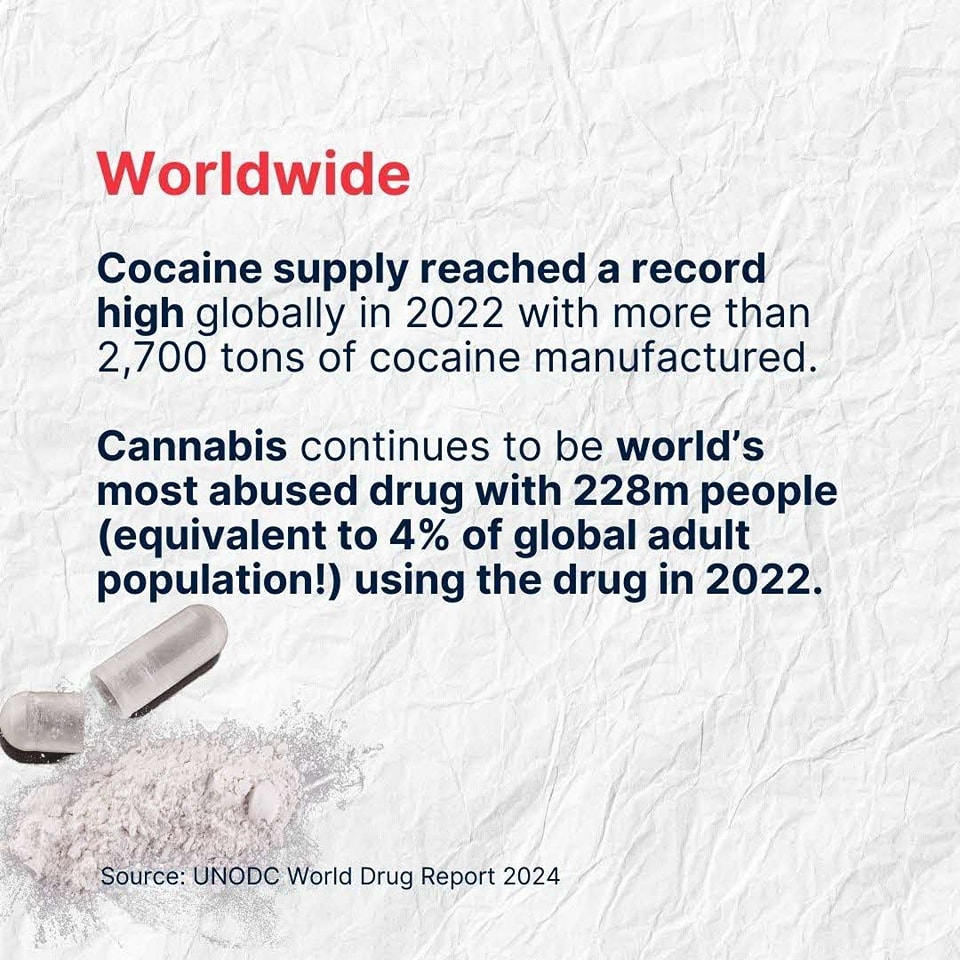 Worldwide
Cocaine supply reached a record
high globally in 2022 with more than
2,700 tons of cocaine manufactured.
Cannabis continues to be world’s
most abused drug with 228m people
(equivalent to 4% of global adult
population!) using the drug in 2022.
Source: UNODC World Drug Report 2024